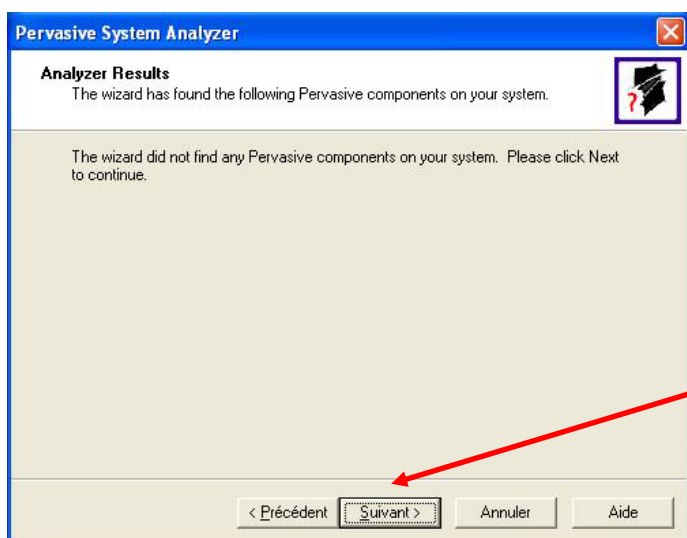 Pervasive System Analyzer
Analyzer Results
The wizard has found the following Pervasive components on your system.
?
The wizard did not find any Pervasive components on your system. Please click Next
to continue.
< Précédent
Suivant >
Annuler
Aide